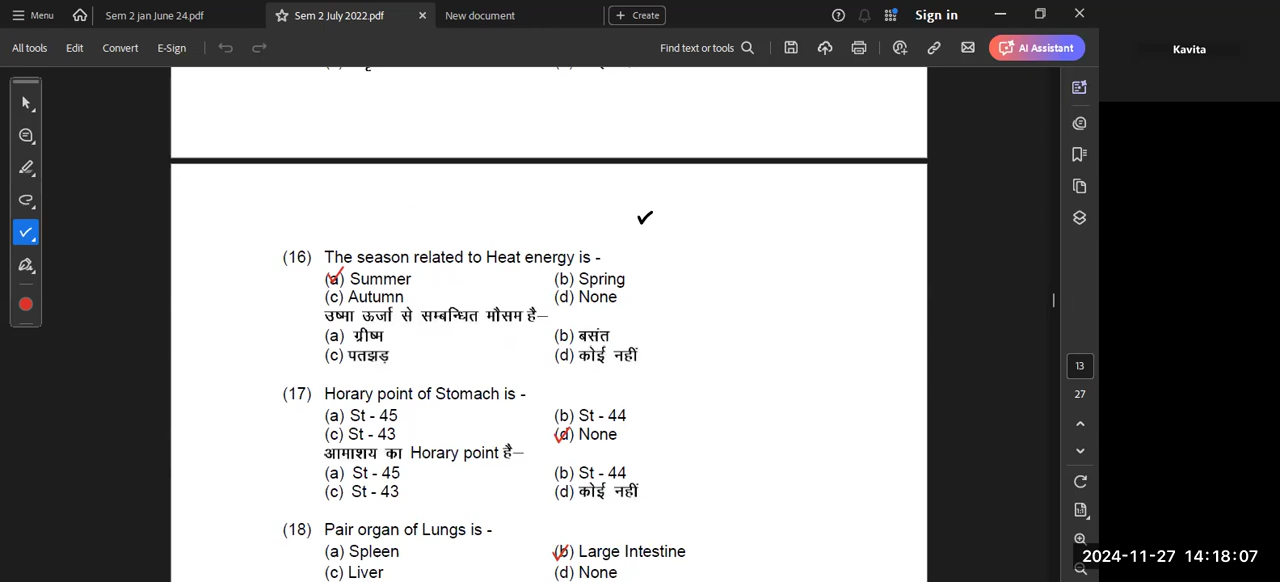 Menu Sem 2 jan June 24.pdf Sem 2 July 2022.pdf New document Create Sign in
All tools Edit Convert E-Sign Find text or tools AI Assistant
Kavita
(16) The season related to Heat energy is -
(a) Summer (b) Spring
(c) Autumn (d) None
उष्मा ऊर्जा से सम्बन्धित मौसम है–
(a) ग्रीष्म (b) बसंत
(c) पतझड़ (d) कोई नहीं
(17) Horary point of Stomach is -
(a) St - 45 (b) St - 44
(c) St - 43 (d) None
आमाशय का Horary point है–
(a) St - 45 (b) St - 44
(c) St - 43 (d) कोई नहीं
(18) Pair organ of Lungs is -
(a) Spleen (b) Large Intestine
(c) Liver (d) None
13
27
2024-11-27 14:18:07